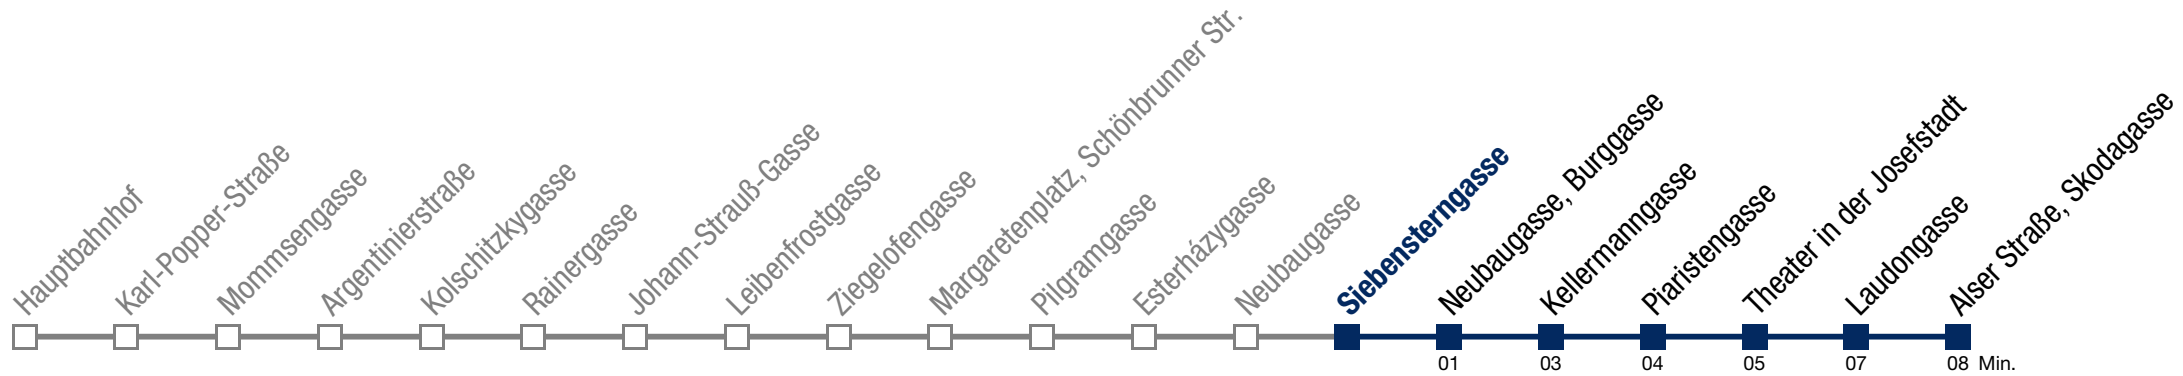 Hauptbahnhof
Karl-Popper-Straße
Mommsengasse
Argentinierstraße
Kolschitzkygasse
Rainergasse
Johann-Strauß-Gasse
Leibenfrostgasse
Ziegelofengasse
Margaretenplatz, Schönbrunner Str.
Pilgramgasse
Esterházygasse
Neubaugasse
Siebensterngasse
Neubaugasse, Burggasse
Kellermanngasse
Piaristengasse
Theater in der Josefstadt
Laudongasse
Alser Straße, Skodagasse
01 03 04 05 07 08 Min.